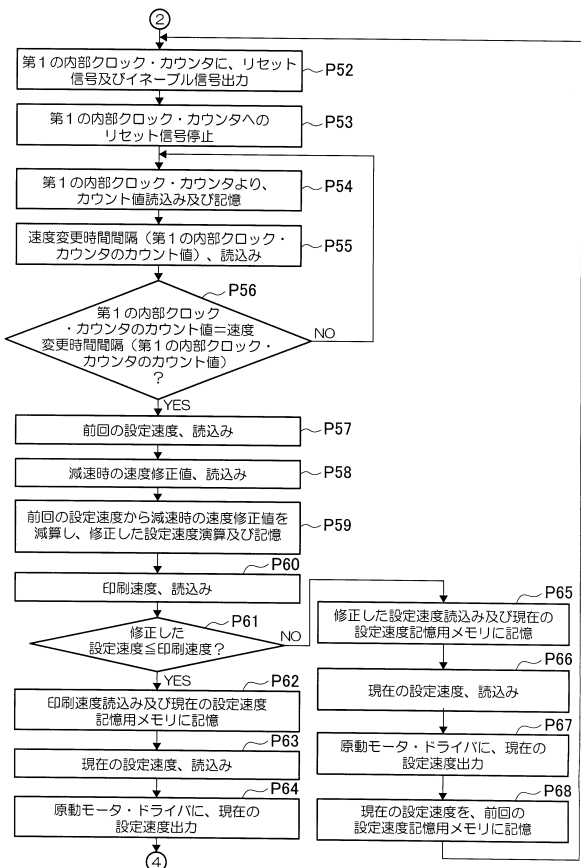 ②
第1の内部クロック・カウンタに、リセット
信号及びイネーブル信号出力
P52
第1の内部クロック・カウンタへの
リセット信号停止
P53
第1の内部クロック・カウンタより、
カウント値読込み及び記憶
P54
速度変更時間間隔（第1の内部クロック・
カウンタのカウント値）、読込み
P55
P56
第1の内部クロック
・カウンタのカウント値＝速度
変更時間間隔（第1の内部クロック・
カウンタのカウント値）
？
NO
YES
前回の設定速度、読込み
P57
減速時の速度修正値、読込み
P58
前回の設定速度から減速時の速度修正値を
減算し、修正した設定速度演算及び記憶
P59
P60
印刷速度、読込み
P61
修正した
設定速度≦印刷速度？
NO
YES
P62
印刷速度読込み及び現在の設定速度
記憶用メモリに記憶
P63
現在の設定速度、読込み
P64
原動モータ・ドライバに、現在の
設定速度出力
④
P65
修正した設定速度読込み及び現在の
設定速度記憶用メモリに記憶
P66
現在の設定速度、読込み
P67
原動モータ・ドライバに、現在の
設定速度出力
P68
現在の設定速度を、前回の
設定速度記憶用メモリに記憶